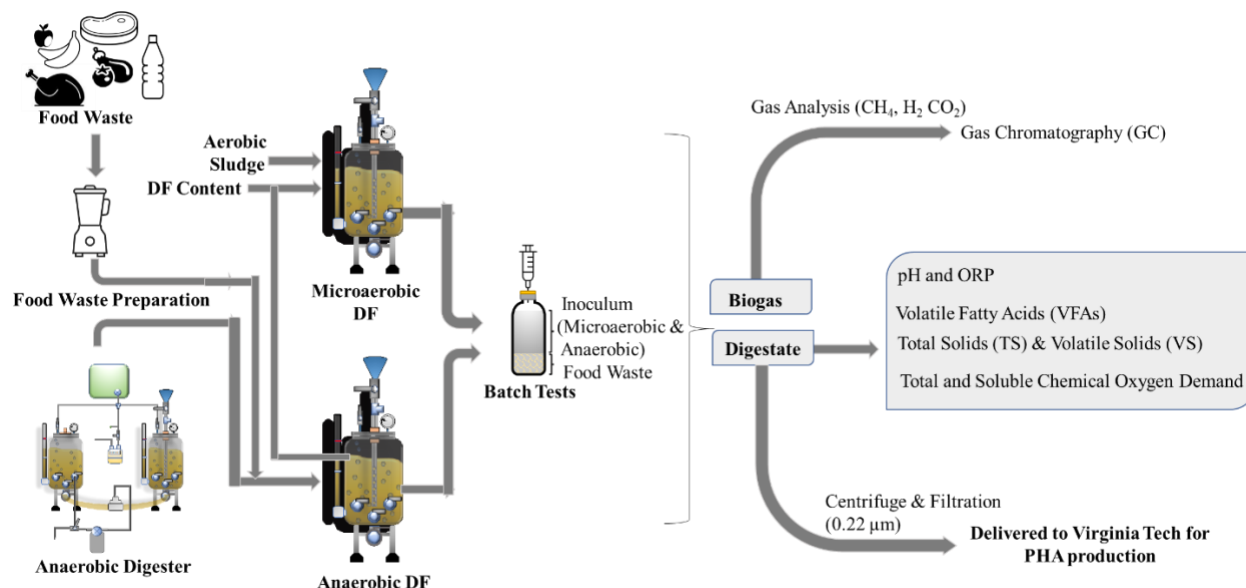 Food Waste
Aerobic
Sludge
DF Content
Food Waste Preparation
Microaerobic
DF
Anaerobic Digester
Anaerobic DF
Inoculum
(Microaerobic &
Anaerobic)
Food Waste
Batch Tests
Gas Analysis (CH₄, H₂ CO₂)
Gas Chromatography (GC)
Biogas
Digestate
pH and ORP
Volatile Fatty Acids (VFAs)
Total Solids (TS) & Volatile Solids (VS)
Total and Soluble Chemical Oxygen Demand
Centrifuge & Filtration
(0.22 µm)
Delivered to Virginia Tech for
PHA production